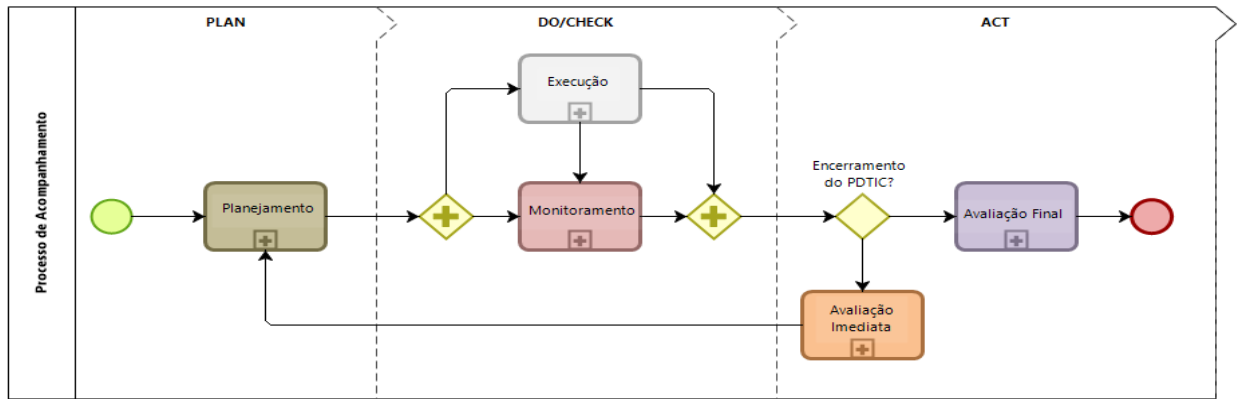 PLAN
DO/CHECK
ACT
Processo de Acompanhamento
Execução
Encerramento
do PDTIC?
Planejamento
Monitoramento
Avaliação Final
Avaliação
Imediata